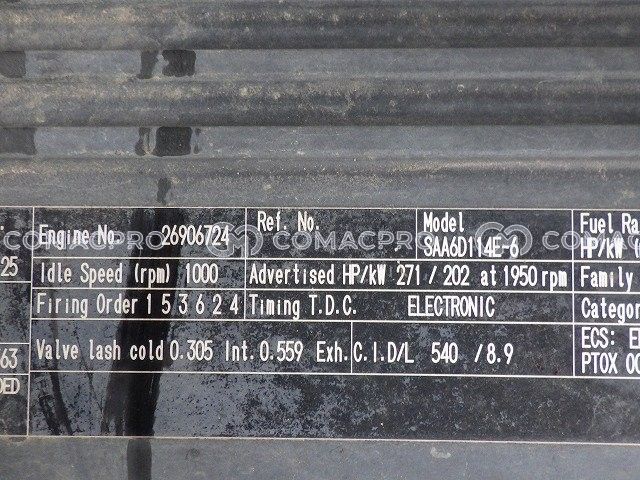 Engine No. 26906724
Ref. No.
Model SAA6D114E-6
Fuel Ra
HP/kW
25
Idle Speed (rpm) 1000
Advertised HP/kW 271 / 202 at 1950 rpm
Family
Firing Order 1 5 3 6 2 4
Timing T.D.C. ELECTRONIC
Categor
63
DED
Valve lash cold 0.305 Int. 0.559 Exh.
C.I.D/L 540 / 8.9
ECS: E
PTOX 0
COMACPRO
COMACPRO